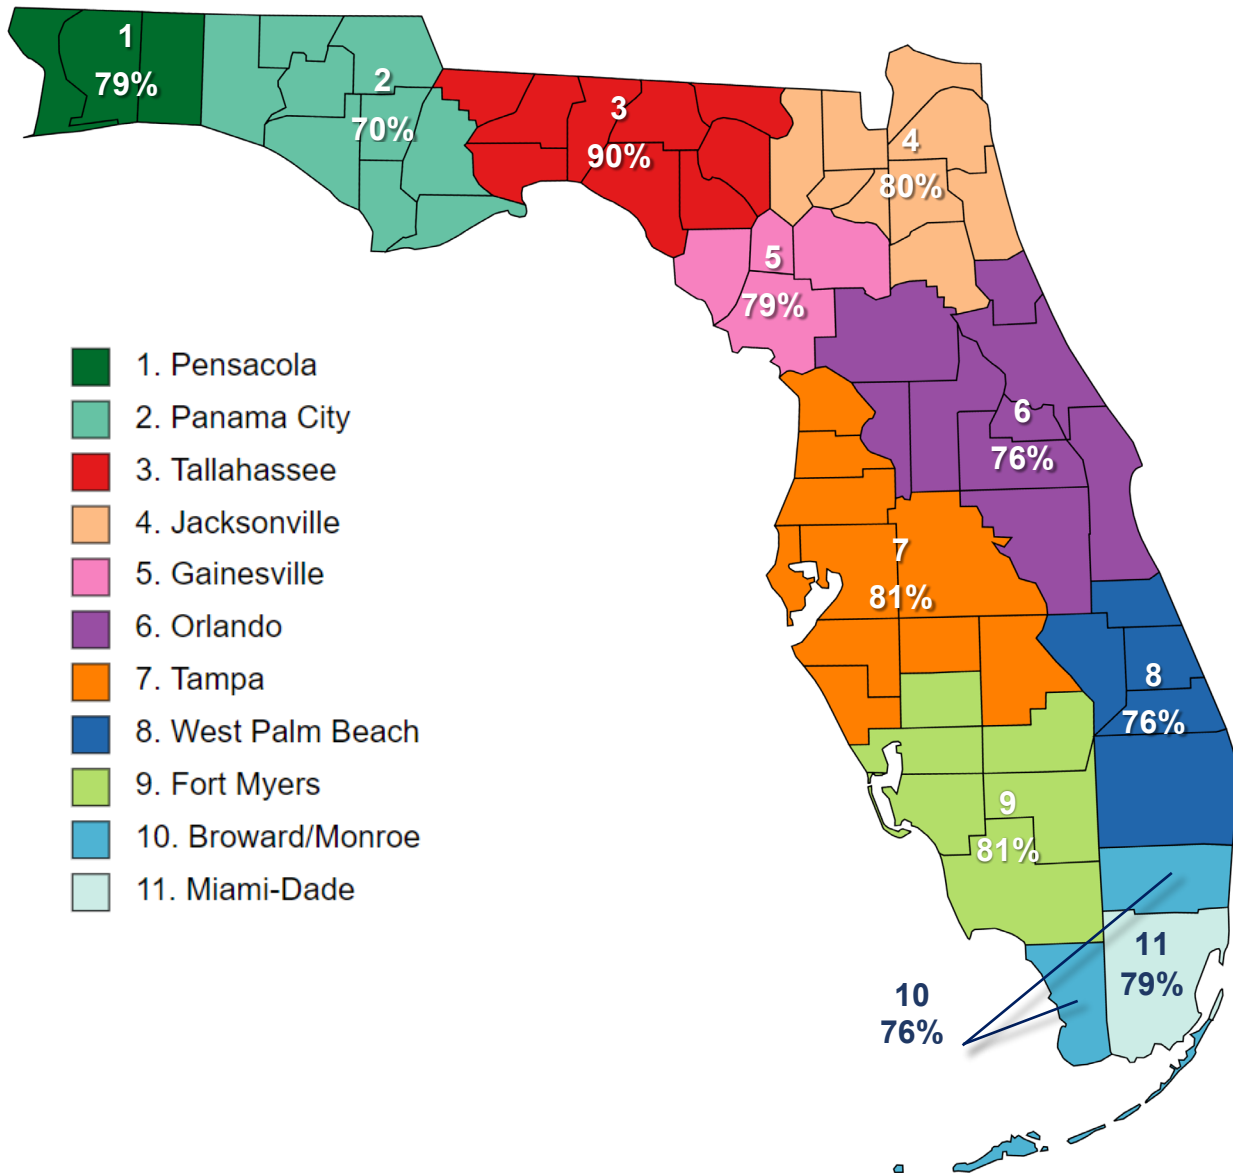 1
79%
2
70%
3
90%
4
80%
5
79%
6
76%
7
81%
8
76%
9
81%
10
76%
11
79%
1. Pensacola
2. Panama City
3. Tallahassee
4. Jacksonville
5. Gainesville
6. Orlando
7. Tampa
8. West Palm Beach
9. Fort Myers
10. Broward/Monroe
11. Miami-Dade